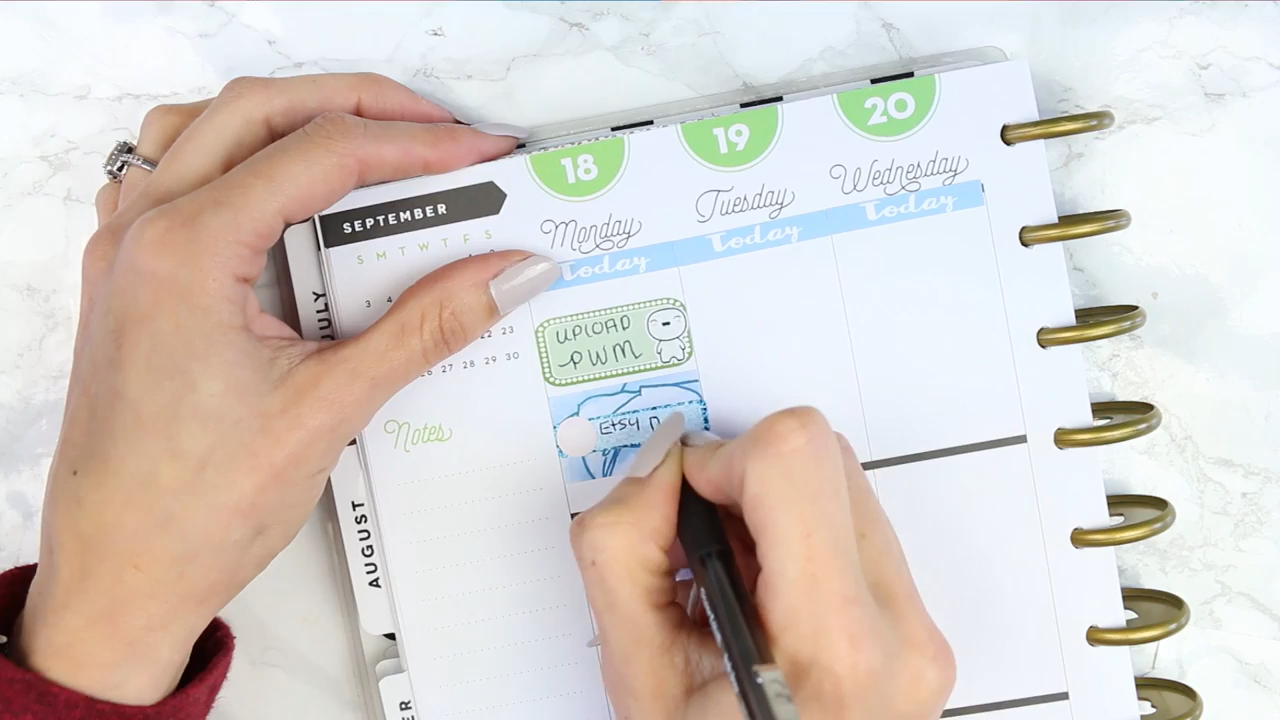 18
19
20
Monday
Tuesday
Wednesday
SEPTEMBER
S M T W T F S
Today
Today
Today
3 4
22 23
26 27 28 29 30
UPLOAD
PWM
Etsy
Notes
JULY
AUGUST